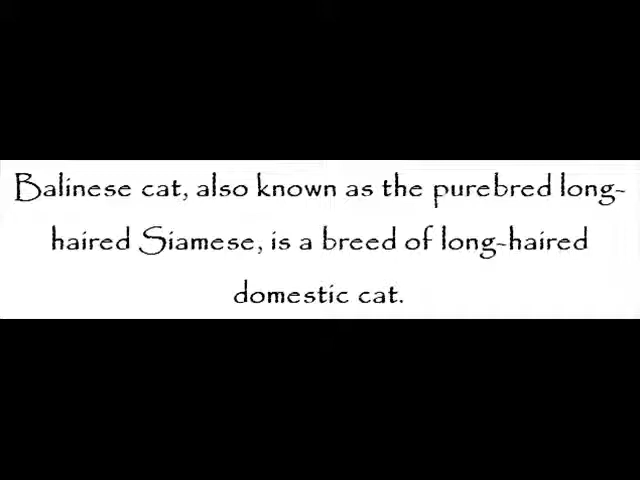 Balinese cat, also known as the purebred long-
haired Siamese, is a breed of long-haired
domestic cat.